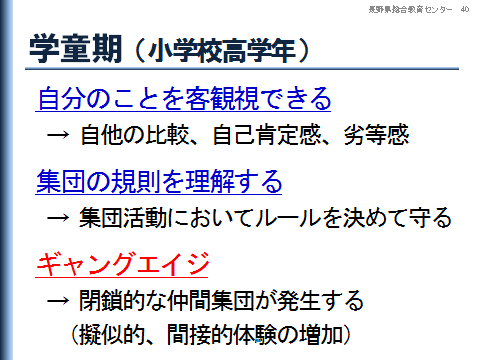 長野県総合教育センター 40
学童期（小学校高学年）
自分のことを客観視できる
→ 自他の比較、自己肯定感、劣等感
集団の規則を理解する
→ 集団活動においてルールを決めて守る
ギャングエイジ
→ 閉鎖的な仲間集団が発生する
（擬似的、間接的体験の増加）